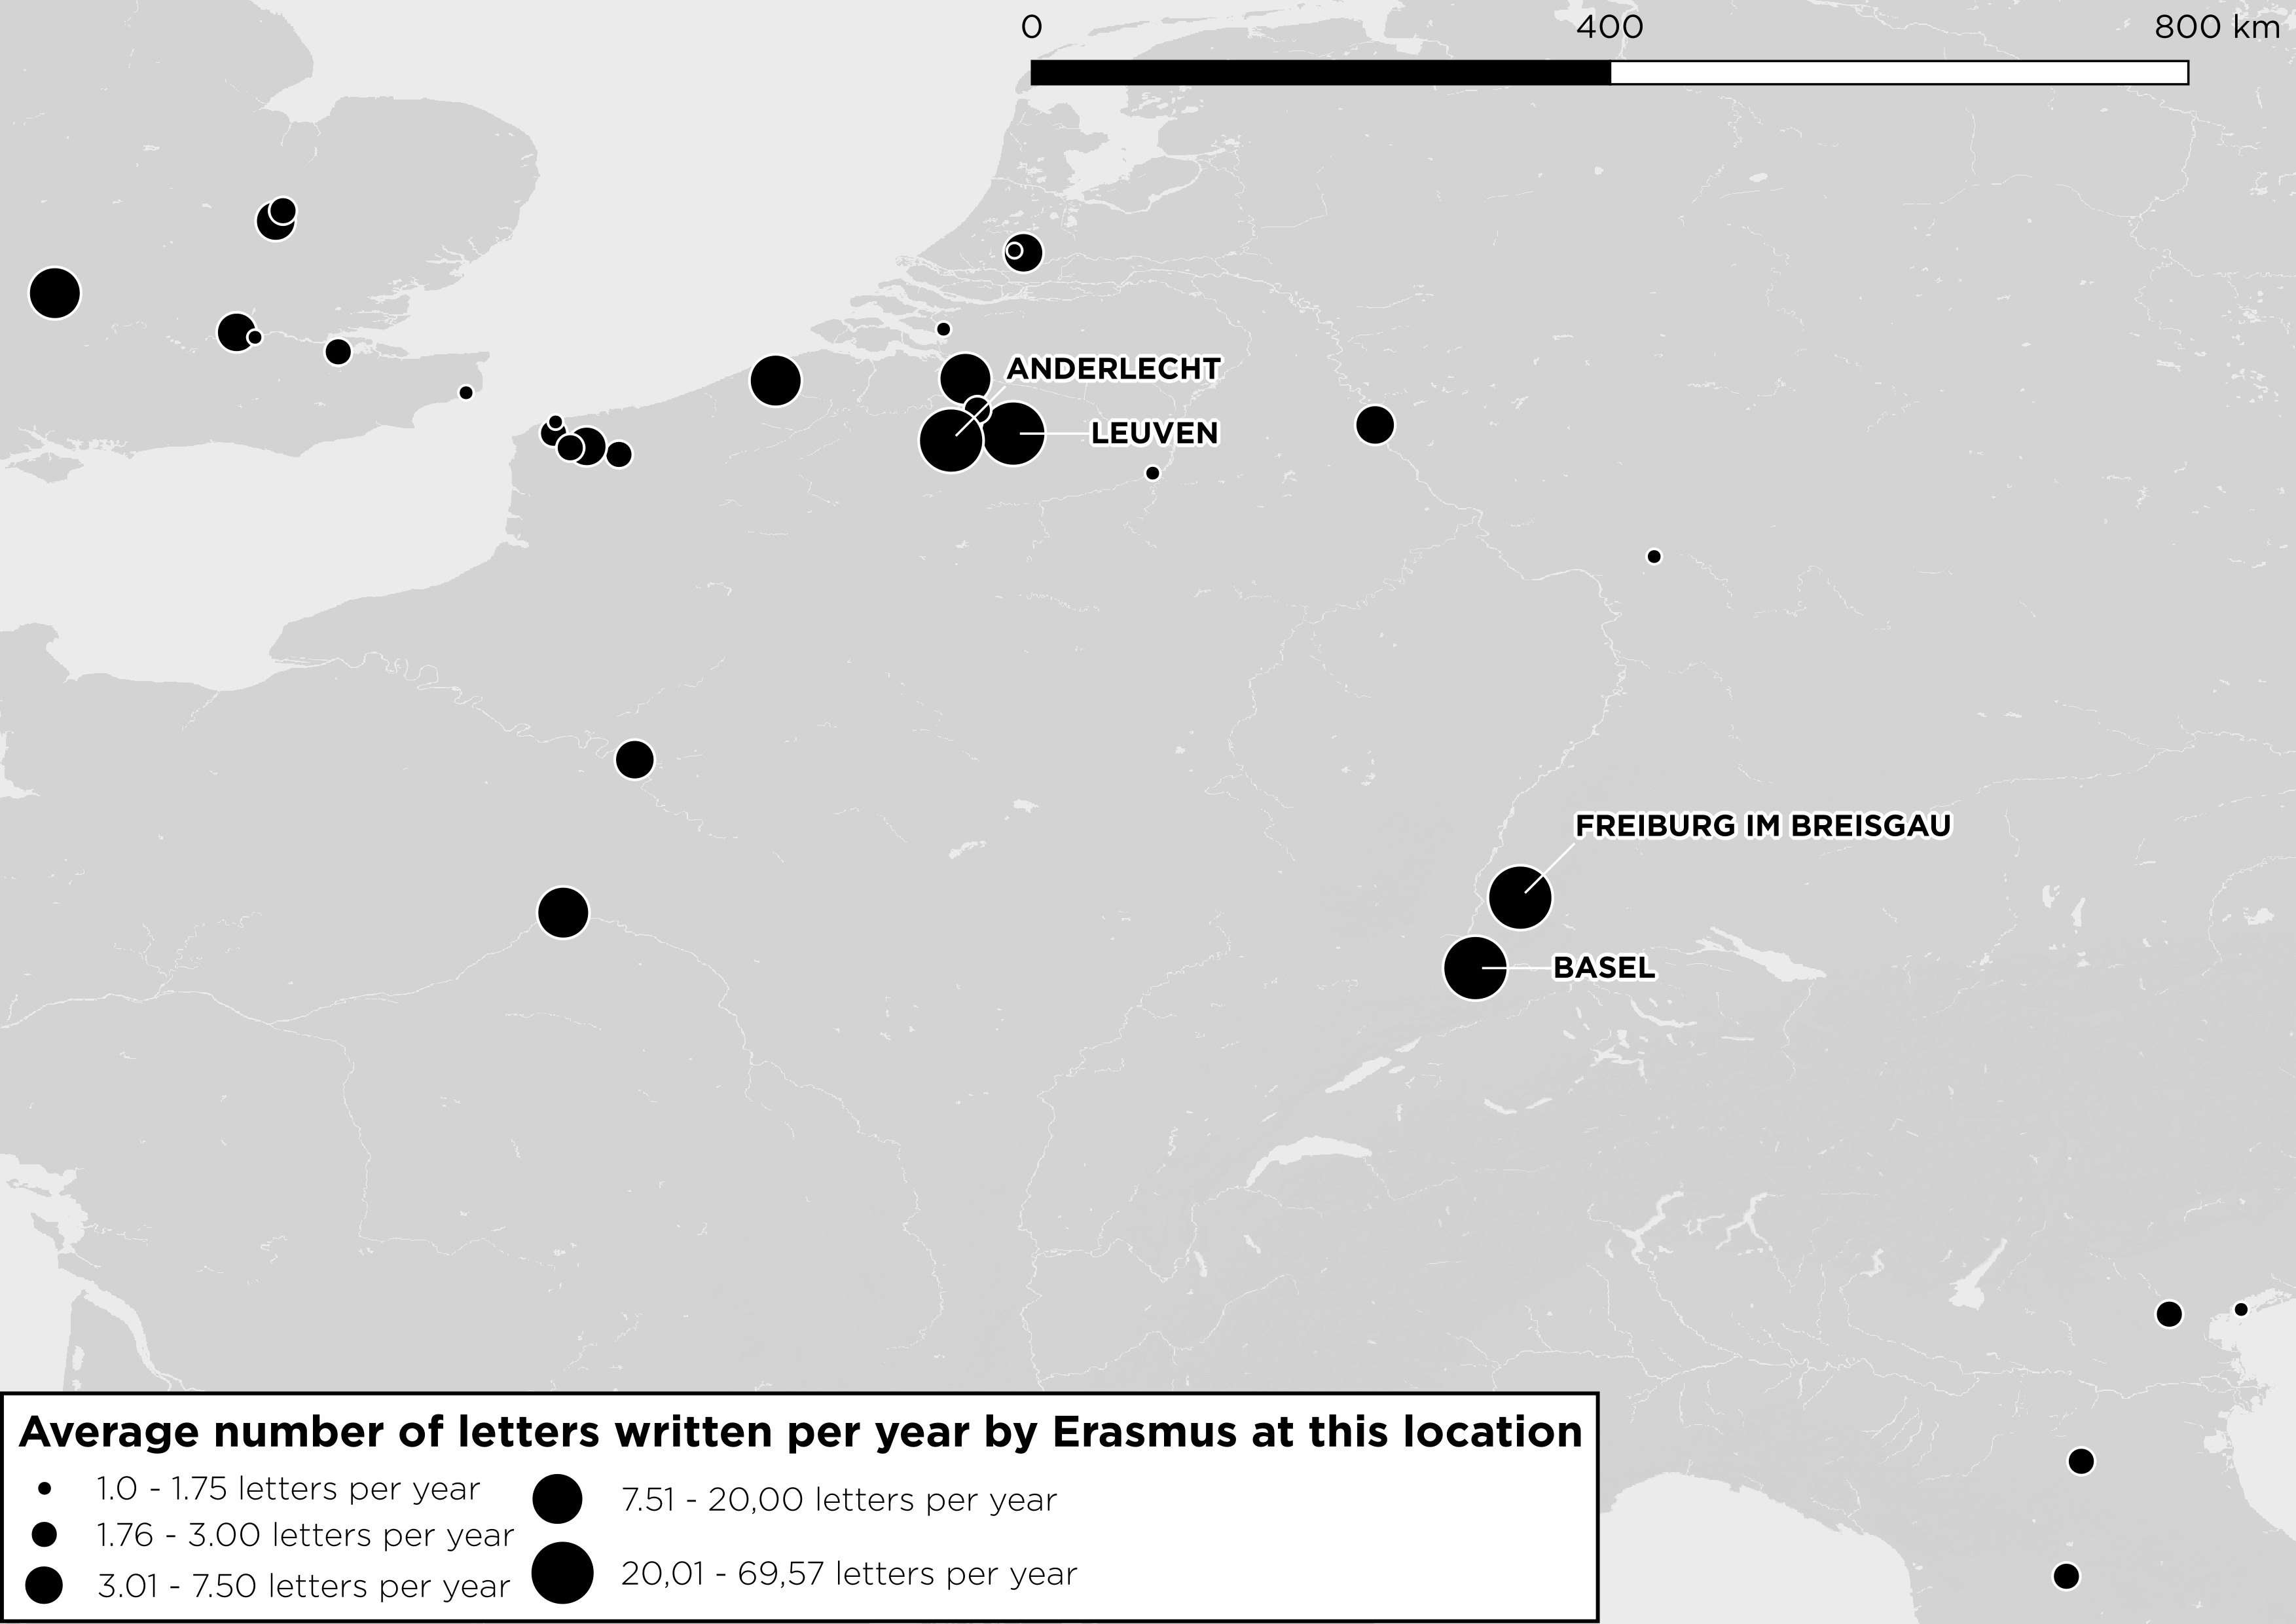 0 400 800 km
ANDERLECHT
LEUVEN
FREIBURG IM BREISGAU
BASEL
Average number of letters written per year by Erasmus at this location
1.0 - 1.75 letters per year
1.76 - 3.00 letters per year
3.01 - 7.50 letters per year
7.51 - 20,00 letters per year
20,01 - 69,57 letters per year